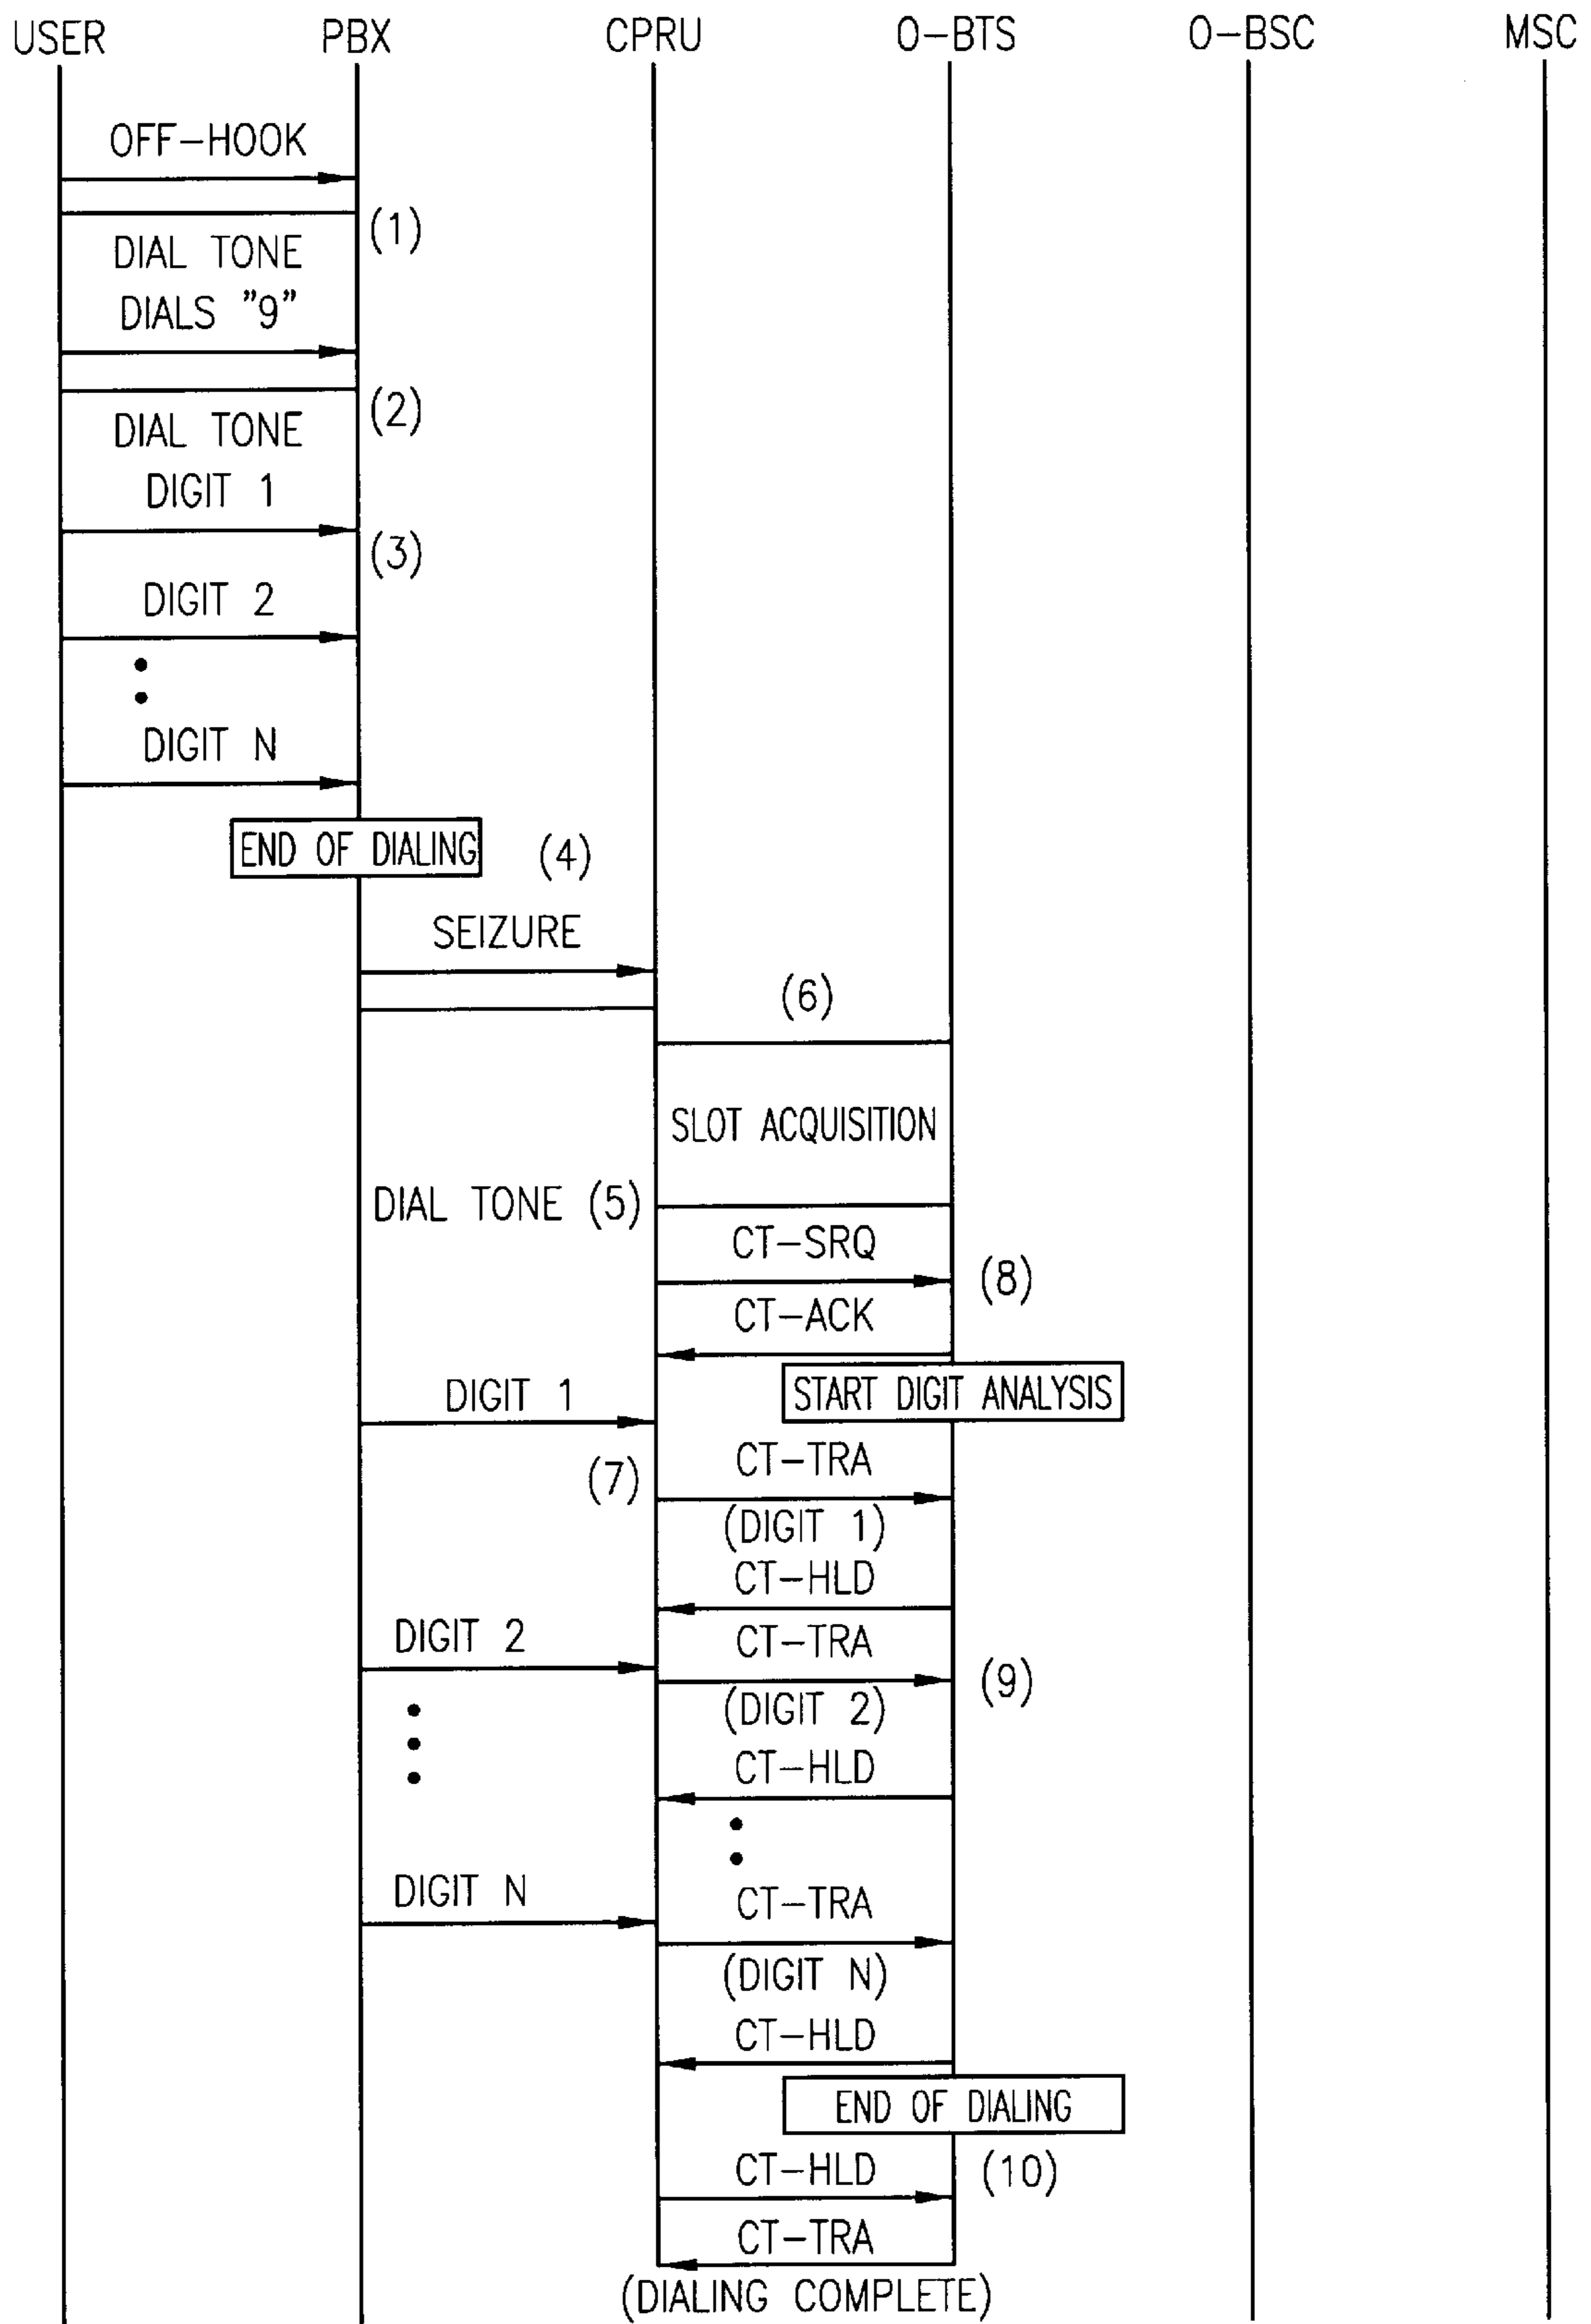 USER PBX CPRU O-BTS O-BSC MSC
OFF-HOOK
(1)
DIAL TONE
DIALS "9"
(2)
DIAL TONE
DIGIT 1
(3)
DIGIT 2
DIGIT N
END OF DIALING (4)
SEIZURE
(6)
SLOT ACQUISITION
DIAL TONE (5)
CT-SRQ
(8)
CT-ACK
START DIGIT ANALYSIS
DIGIT 1
CT-TRA
(7)
(DIGIT 1)
CT-HLD
DIGIT 2
CT-TRA
(9)
(DIGIT 2)
CT-HLD
DIGIT N
CT-TRA
(DIGIT N)
CT-HLD
END OF DIALING
CT-HLD
(10)
CT-TRA
(DIALING COMPLETE)